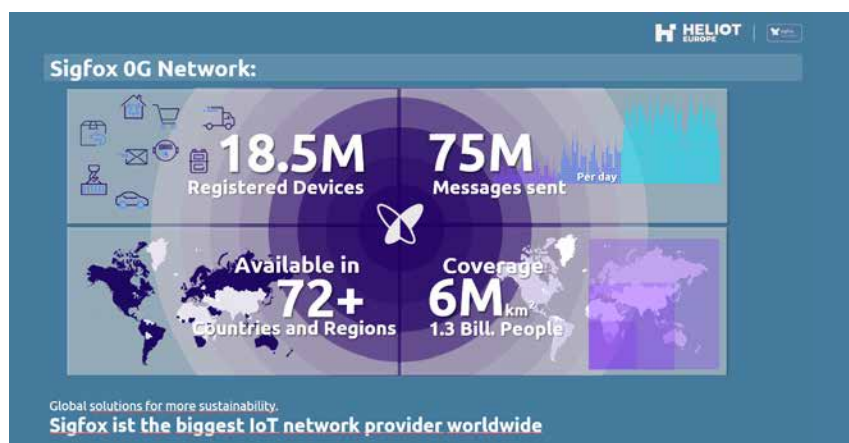 HELIOT
EUROPE
Sigfox 0G Network:
18.5M
Registered Devices
75M
Messages sent
Per day
Available in
72+
Countries and Regions
Coverage
6M km²
1.3 Bill. People
Global solutions for more sustainability.
Sigfox ist the biggest IoT network provider worldwide